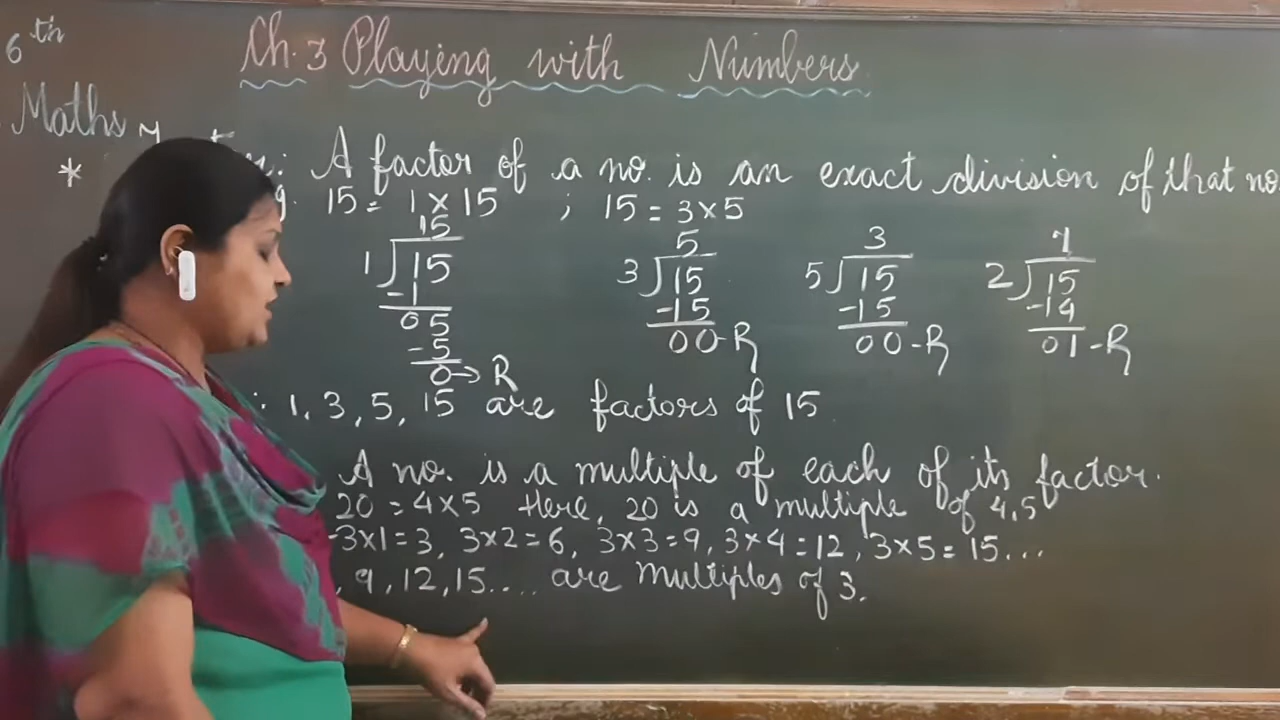 6th
Ch. 3 Playing with Numbers
Maths
* : A factor of a no. is an exact division of that no
g. 15 = 1 × 15 ; 15 = 3 × 5
15 5 3 7
1 15 3 15 5 15 2 15
-1 -15 -15 -14
05 00-R 00-R 01-R
-5
0→R
1, 3, 5, 15 are factors of 15
A no. is a multiple of each of its factor.
20 = 4×5 Here, 20 is a multiple of 4,5
3×1=3, 3×2=6, 3×3=9, 3×4=12, 3×5=15...
, 9, 12, 15.... are multiples of 3.